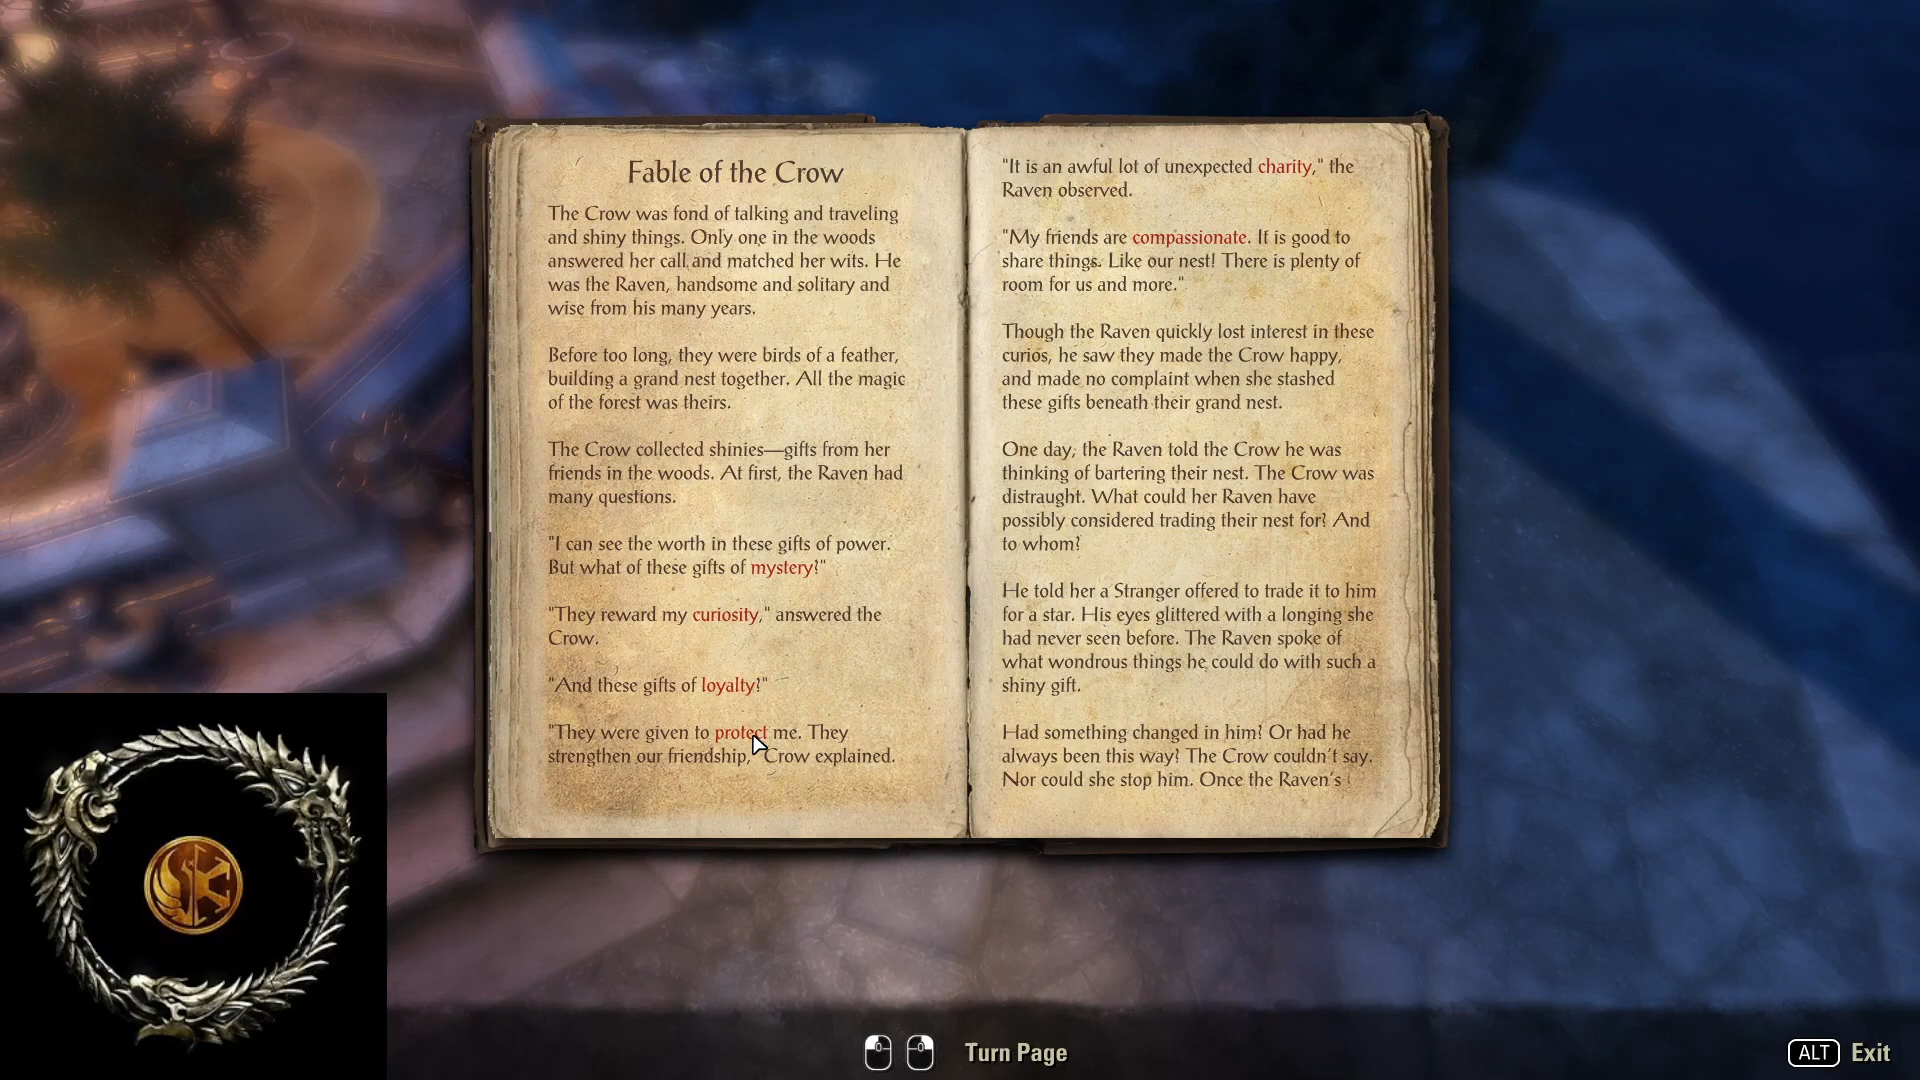 Fable of the Crow
The Crow was fond of talking and traveling
and shiny things. Only one in the woods
answered her call and matched her wits. He
was the Raven, handsome and solitary and
wise from his many years.
Before too long, they were birds of a feather,
building a grand nest together. All the magic
of the forest was theirs.
The Crow collected shinies—gifts from her
friends in the woods. At first, the Raven had
many questions.
"I can see the worth in these gifts of power.
But what of these gifts of mystery?"
"They reward my curiosity," answered the
Crow.
"And these gifts of loyalty?"
"They were given to protect me. They
strengthen our friendship," Crow explained.
"It is an awful lot of unexpected charity," the
Raven observed.
"My friends are compassionate. It is good to
share things. Like our nest! There is plenty of
room for us and more."
Though the Raven quickly lost interest in these
curios, he saw they made the Crow happy,
and made no complaint when she stashed
these gifts beneath their grand nest.
One day, the Raven told the Crow he was
thinking of bartering their nest. The Crow was
distraught. What could her Raven have
possibly considered trading their nest for? And
to whom?
He told her a Stranger offered to trade it to him
for a star. His eyes glittered with a longing she
had never seen before. The Raven spoke of
what wondrous things he could do with such a
shiny gift.
Had something changed in him? Or had he
always been this way? The Crow couldn't say.
Nor could she stop him. Once the Raven's
Turn Page
ALT Exit